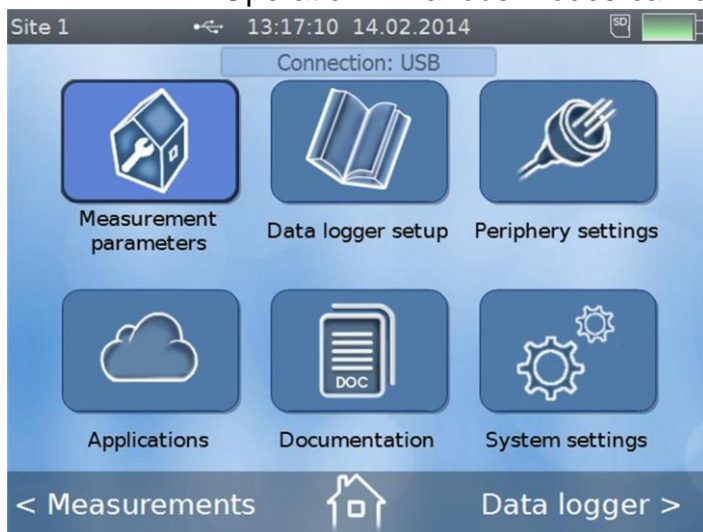 Site 1 13:17:10 14.02.2014 SD
Connection: USB
Measurement
parameters
Data logger setup
Periphery settings
Applications
DOC
Documentation
System settings
< Measurements
Data logger >